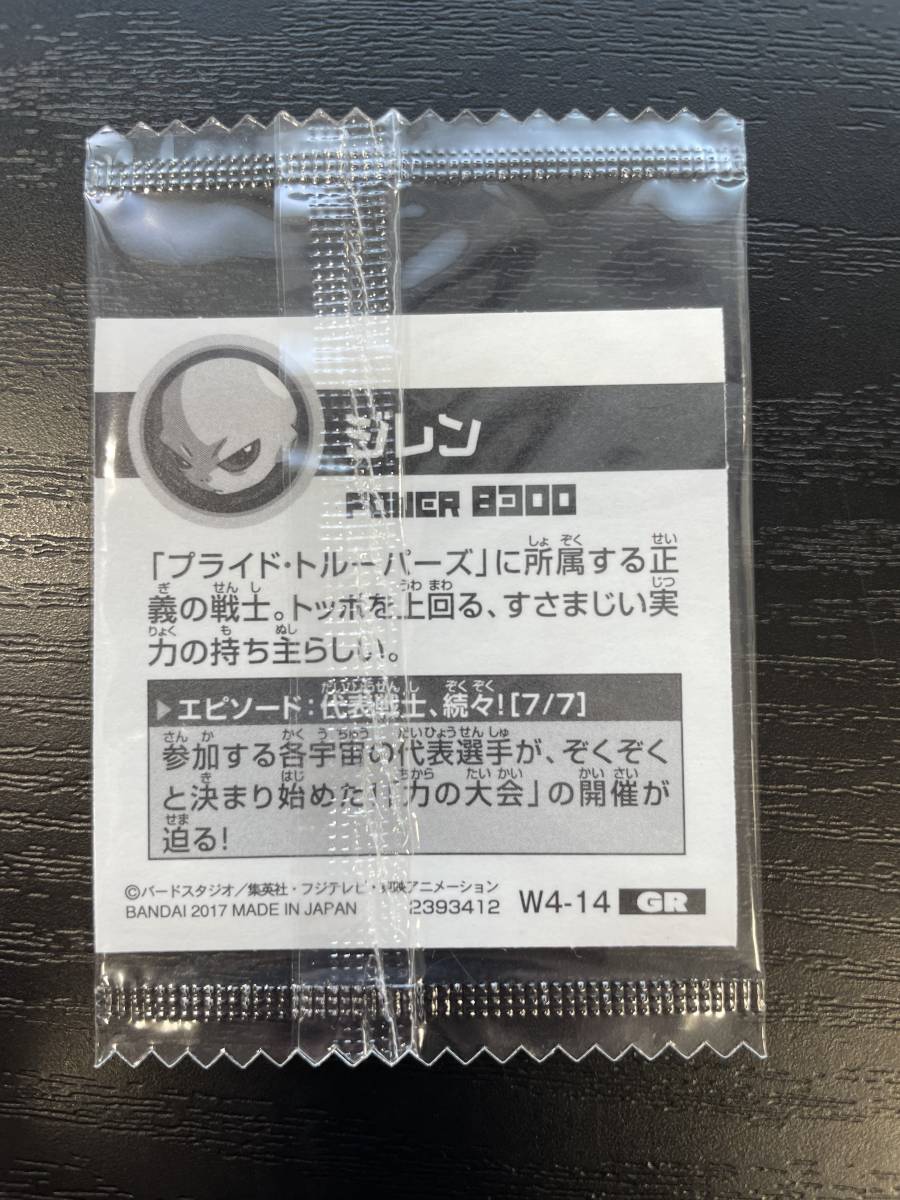 ジレン
POWER 8300
「プライド・トルーパーズ」に所属する正
義の戦士。トッポを上回る、すさまじい実
力の持ち主らしい。
▶エピソード:代表戦士、続々![7/7]
参加する各宇宙の代表選手が、ぞくぞく
と決まり始めた!「力の大会」の開催が
迫る!
©バードスタジオ/集英社・フジテレビ・東映アニメーション
BANDAI 2017 MADE IN JAPAN 2393412 W4-14 GR